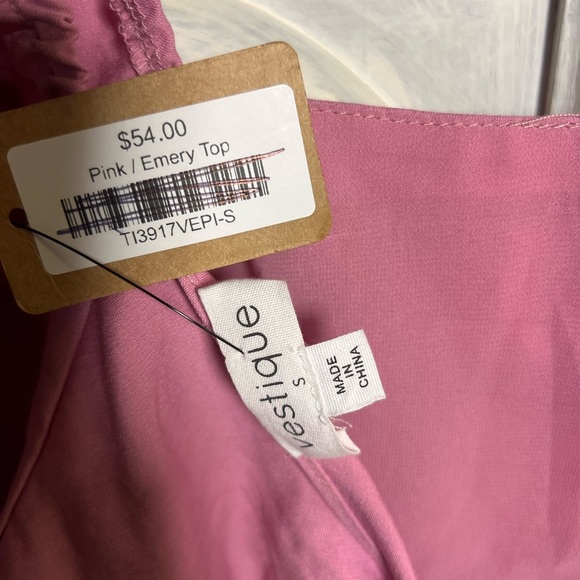 $54.00
Pink / Emery Top
TI3917VEPI-S
vestique
S
MADE
IN
CHINA